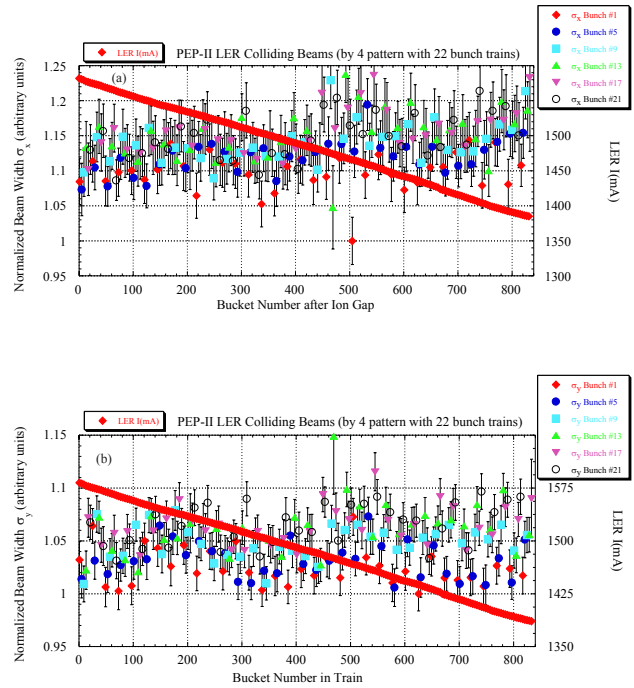 σx Bunch #1
σx Bunch #5
σx Bunch #9
σx Bunch #13
σx Bunch #17
σx Bunch #21
LER I(mA)
PEP-II LER Colliding Beams (by 4 pattern with 22 bunch trains)
(a)
Normalized Beam Width σx (arbitrary units)
1.25
1.2
1.15
1.1
1.05
1
0.95
1500
1450
1400
1350
1300
LER I(mA)
0 100 200 300 400 500 600 700 800
Bucket Number after Ion Gap
σy Bunch #1
σy Bunch #5
σy Bunch #9
σy Bunch #13
σy Bunch #17
σy Bunch #21
LER I(mA)
PEP-II LER Colliding Beams (by 4 pattern with 22 bunch trains)
(b)
Normalized Beam Width σy (arbitrary units)
1.15
1.1
1.05
1
0.95
1575
1500
1425
1350
LER I(mA)
0 100 200 300 400 500 600 700 800
Bucket Number in Train